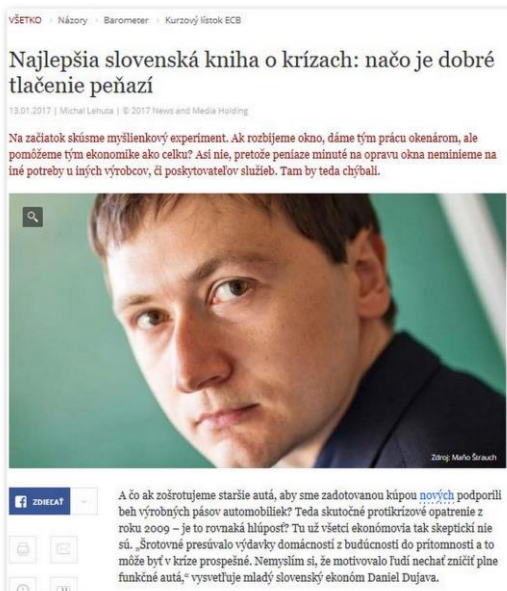 VŠETKO Názory Barometer Kurzový lístok ECB
Najlepšia slovenská kniha o krízach: načo je dobré
tlačenie peňazí
13.01.2017 | Michal Lehuta | © 2017 News and Media Holding
Na začiatok skúsme myšlienkový experiment. Ak rozbijeme okno, dáme tým prácu okenárom, ale
pomôžeme tým ekonomike ako celku? Asi nie, pretože peniaze minuté na opravu okna neminieme na
iné potreby u iných výrobcov, či poskytovateľov služieb. Tam by teda chýbali.
Zdroj: Maňo Štrauch
ZDIEĽAŤ
A čo ak zošrotujeme staršie autá, aby sme zadotovanou kúpou nových podporili
beh výrobných pásov automobiliek? Teda skutočné protikrízové opatrenie z
roku 2009 – je to rovnaká hlúposť? Tu už všetci ekonómovia tak skeptickí nie
sú. „Šrotovné presúvalo výdavky domácností z budúcnosti do prítomnosti a to
môže byť v kríze prospešné. Nemyslím si, že motivovalo ľudí nechať zničiť plne
funkčné autá,“ vysvetľuje mladý slovenský ekonóm Daniel Dujava.